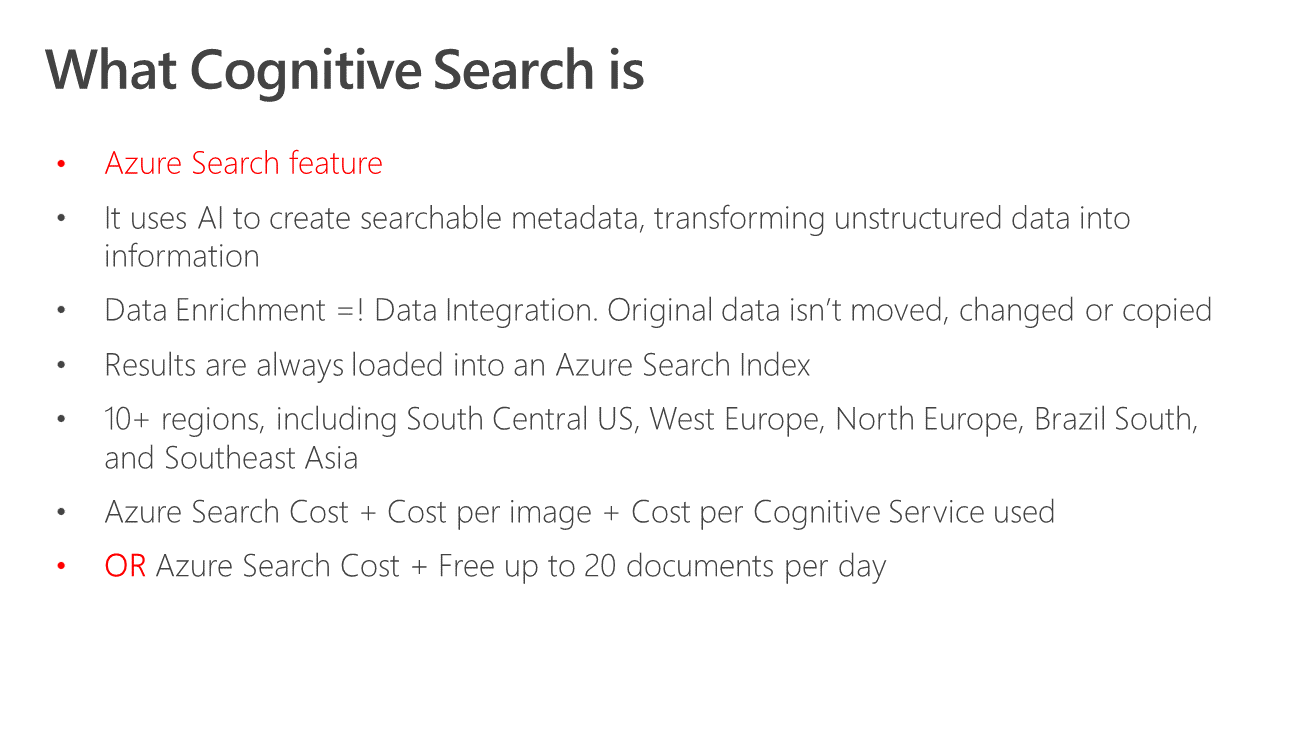 What Cognitive Search is
• Azure Search feature
• It uses AI to create searchable metadata, transforming unstructured data into
information
• Data Enrichment =! Data Integration. Original data isn’t moved, changed or copied
• Results are always loaded into an Azure Search Index
• 10+ regions, including South Central US, West Europe, North Europe, Brazil South,
and Southeast Asia
• Azure Search Cost + Cost per image + Cost per Cognitive Service used
• OR Azure Search Cost + Free up to 20 documents per day